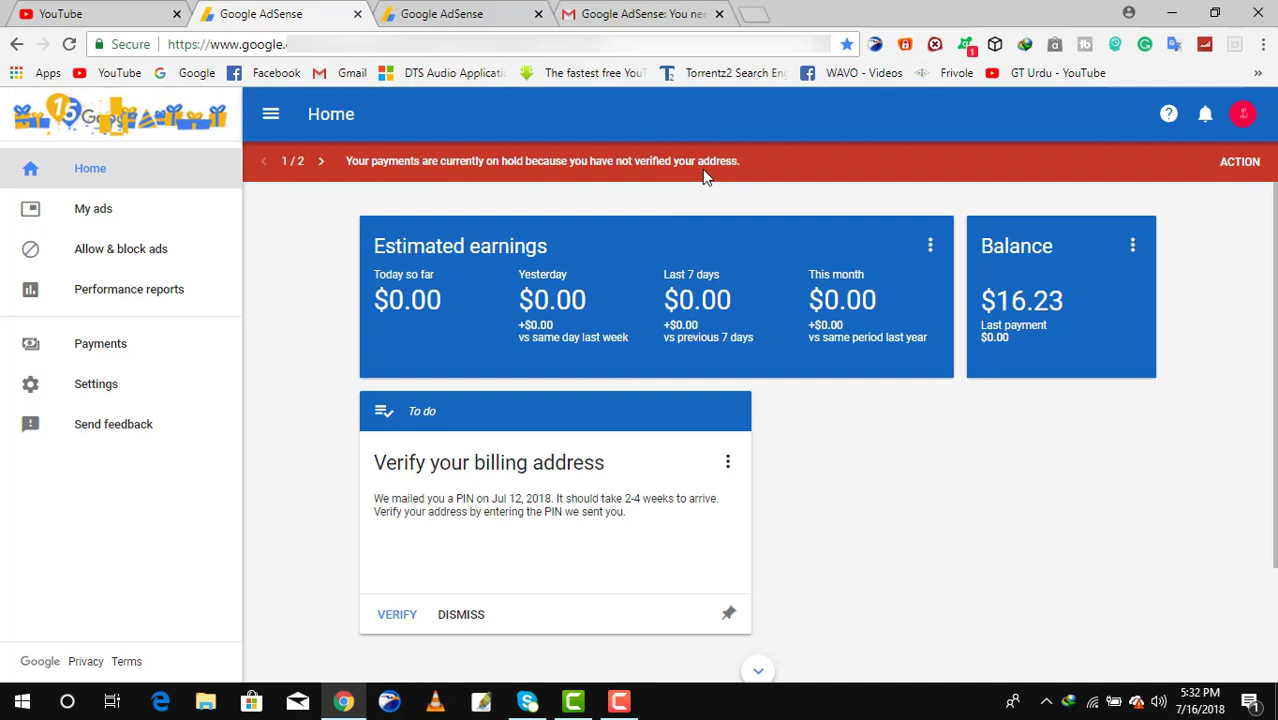 YouTube
Google AdSense
Google AdSense
Google AdSense: You nee
Secure
https://www.google.
1
Apps
YouTube
Google
Facebook
Gmail
DTS Audio Applicatio
The fastest free YouT
Torrentz2 Search Eng
WAVO - Videos
Frivole
GT Urdu - YouTube
»
15
Home
1 / 2
Your payments are currently on hold because you have not verified your address.
ACTION
Home
My ads
Allow & block ads
Performance reports
Payments
Settings
Send feedback
Estimated earnings
Today so far
$0.00
Yesterday
$0.00
+$0.00
vs same day last week
Last 7 days
$0.00
+$0.00
vs previous 7 days
This month
$0.00
+$0.00
vs same period last year
Balance
$16.23
Last payment
$0.00
To do
Verify your billing address
We mailed you a PIN on Jul 12, 2018. It should take 2-4 weeks to arrive.
Verify your address by entering the PIN we sent you.
VERIFY
DISMISS
Google
Privacy
Terms
5:32 PM
7/16/2018
1